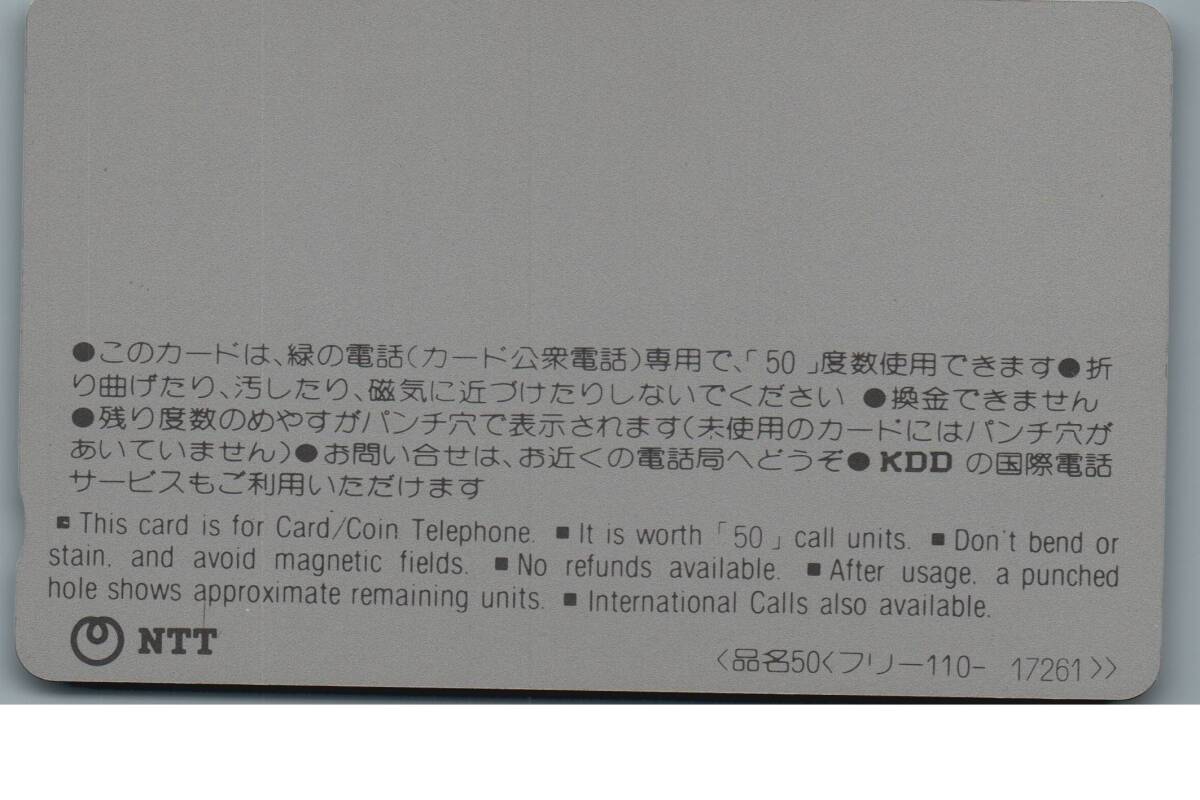 ●このカードは、緑の電話(カード公衆電話)専用で、「50」度数使用できます●折
り曲げたり、汚したり、磁気に近づけたりしないでください ●換金できません
●残り度数のめやすがパンチ穴で表示されます(未使用のカードにはパンチ穴が
あいていません)●お問い合せは、お近くの電話局へどうぞ●KDDの国際電話
サービスもご利用いただけます
■This card is for Card/Coin Telephone. ■It is worth「50」call units. ■Don't bend or
stain, and avoid magnetic fields. ■No refunds available. ■After usage, a punched
hole shows approximate remaining units. ■International Calls also available.
NTT
〈品名50〈フリー110- 17261〉〉